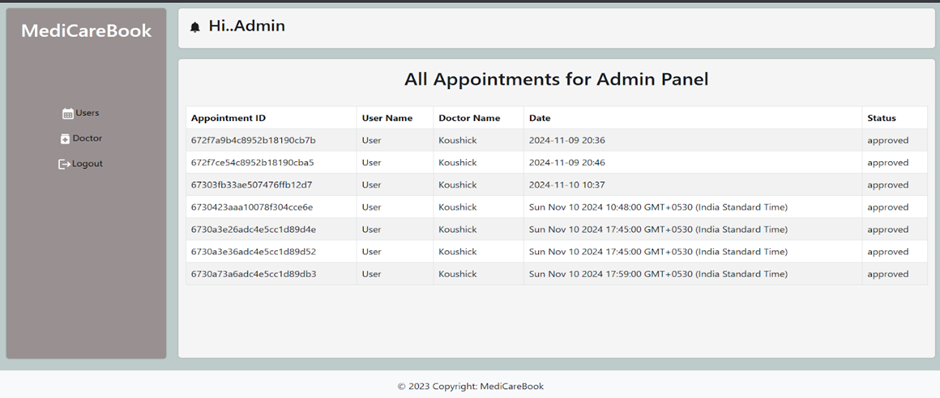 MediCareBook
Users
Doctor
Logout
Hi..Admin
All Appointments for Admin Panel
Appointment ID User Name Doctor Name Date Status
672f7a9b4c8952b18190cb7b User Koushick 2024-11-09 20:36 approved
672f7ce54c8952b18190cba5 User Koushick 2024-11-09 20:46 approved
67303fb33ae507476ffb12d7 User Koushick 2024-11-10 10:37 approved
6730423aaa10078f304cce6e User Koushick Sun Nov 10 2024 10:48:00 GMT+0530 (India Standard Time) approved
6730a3e26adc4e5cc1d89d4e User Koushick Sun Nov 10 2024 17:45:00 GMT+0530 (India Standard Time) approved
6730a3e36adc4e5cc1d89d52 User Koushick Sun Nov 10 2024 17:45:00 GMT+0530 (India Standard Time) approved
6730a73a6adc4e5cc1d89db3 User Koushick Sun Nov 10 2024 17:59:00 GMT+0530 (India Standard Time) approved
© 2023 Copyright: MediCareBook